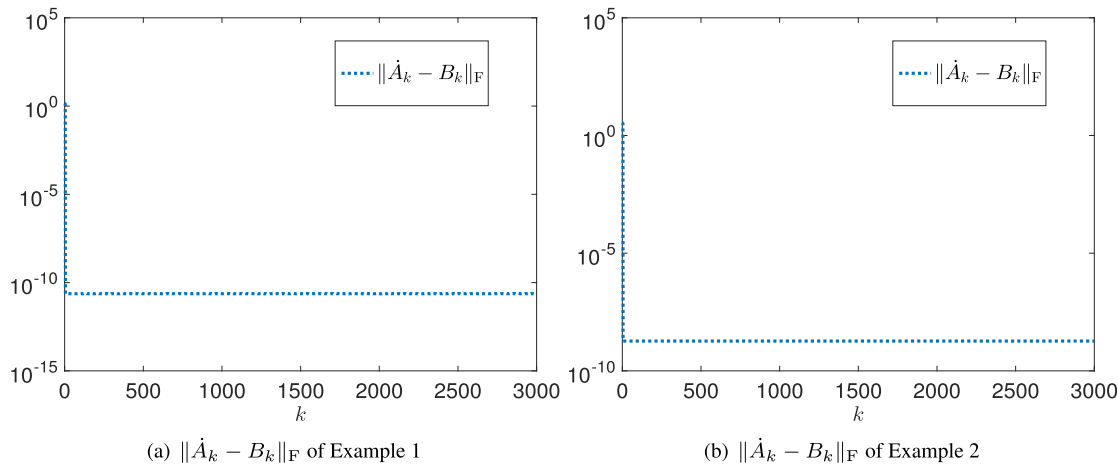 10^5
10^0
10^-5
10^-10
10^-15
0 500 1000 1500 2000 2500 3000
k
‖Ȧ_k − B_k‖_F
(a) ‖Ȧ_k − B_k‖_F of Example 1
10^5
10^0
10^-5
10^-10
0 500 1000 1500 2000 2500 3000
k
‖Ȧ_k − B_k‖_F
(b) ‖Ȧ_k − B_k‖_F of Example 2